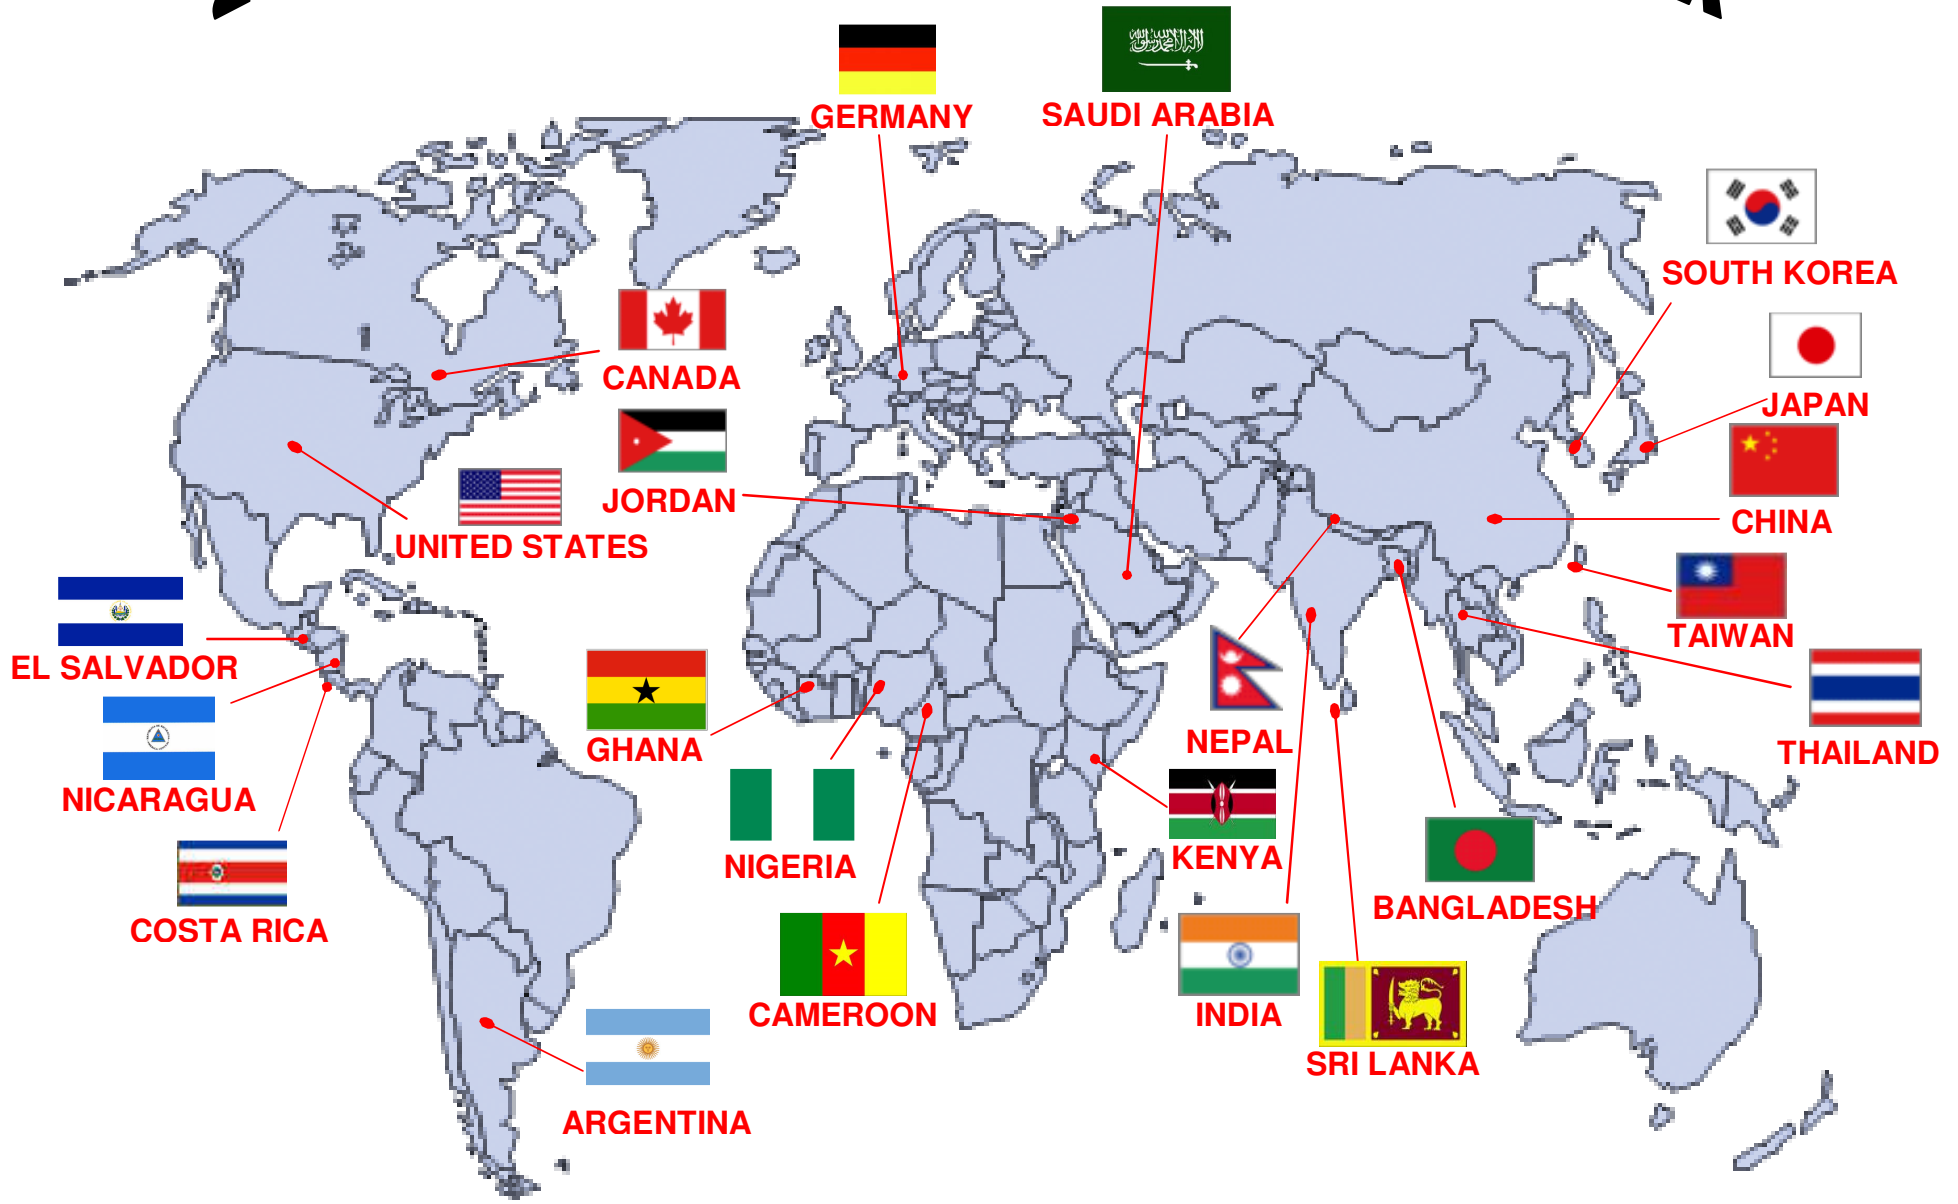 GERMANY
SAUDI ARABIA
SOUTH KOREA
CANADA
JAPAN
JORDAN
CHINA
UNITED STATES
TAIWAN
EL SALVADOR
NEPAL
THAILAND
GHANA
NICARAGUA
KENYA
NIGERIA
BANGLADESH
COSTA RICA
CAMEROON
INDIA
SRI LANKA
ARGENTINA